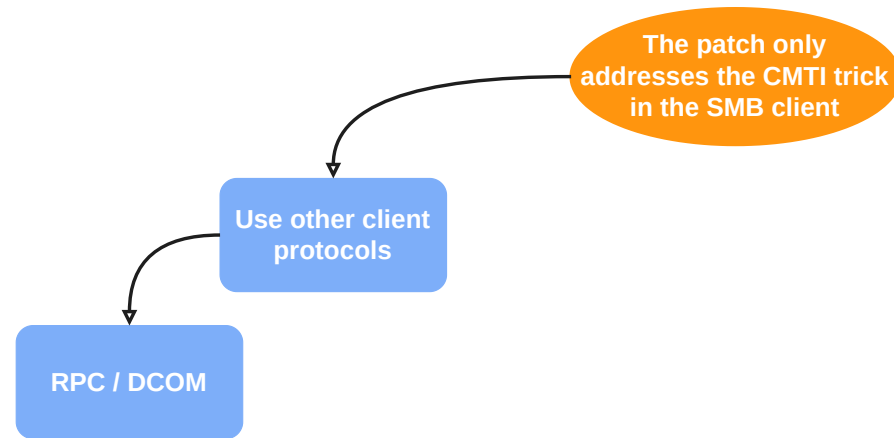 The patch only
addresses the CMTI trick
in the SMB client
Use other client
protocols
RPC / DCOM